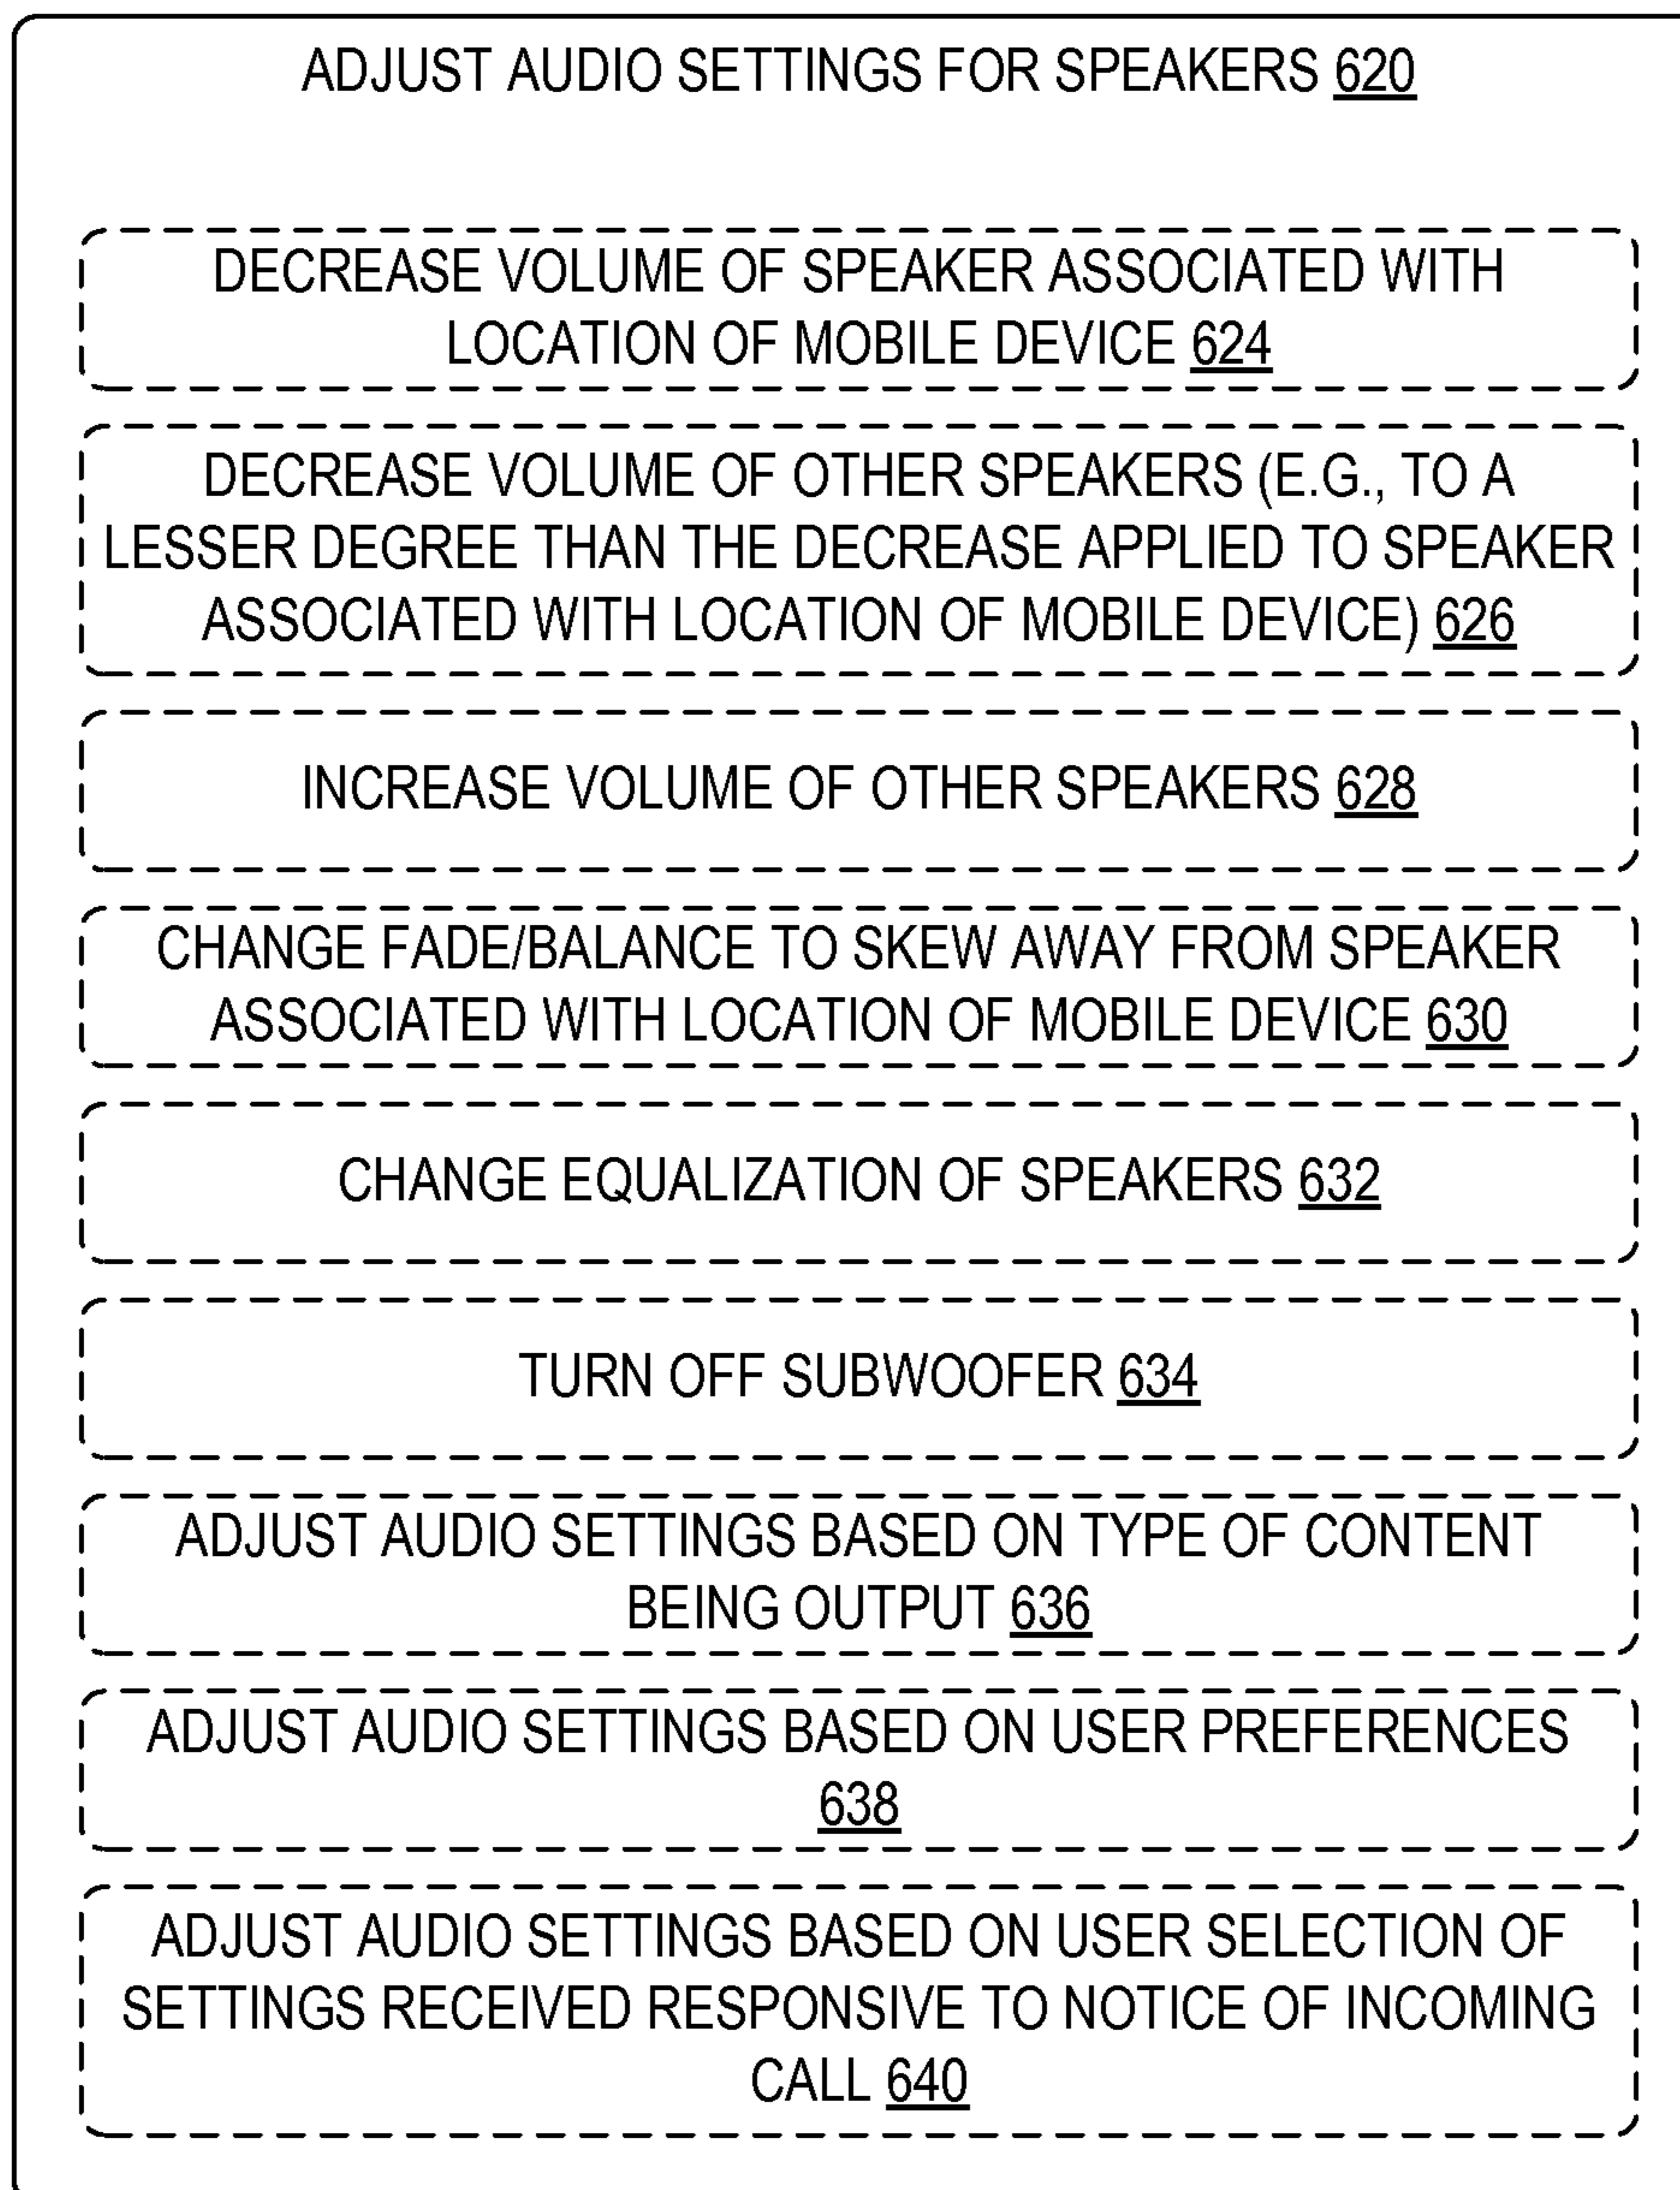 ADJUST AUDIO SETTINGS FOR SPEAKERS 620
DECREASE VOLUME OF SPEAKER ASSOCIATED WITH
LOCATION OF MOBILE DEVICE 624
DECREASE VOLUME OF OTHER SPEAKERS (E.G., TO A
LESSER DEGREE THAN THE DECREASE APPLIED TO SPEAKER
ASSOCIATED WITH LOCATION OF MOBILE DEVICE) 626
INCREASE VOLUME OF OTHER SPEAKERS 628
CHANGE FADE/BALANCE TO SKEW AWAY FROM SPEAKER
ASSOCIATED WITH LOCATION OF MOBILE DEVICE 630
CHANGE EQUALIZATION OF SPEAKERS 632
TURN OFF SUBWOOFER 634
ADJUST AUDIO SETTINGS BASED ON TYPE OF CONTENT
BEING OUTPUT 636
ADJUST AUDIO SETTINGS BASED ON USER PREFERENCES
638
ADJUST AUDIO SETTINGS BASED ON USER SELECTION OF
SETTINGS RECEIVED RESPONSIVE TO NOTICE OF INCOMING
CALL 640